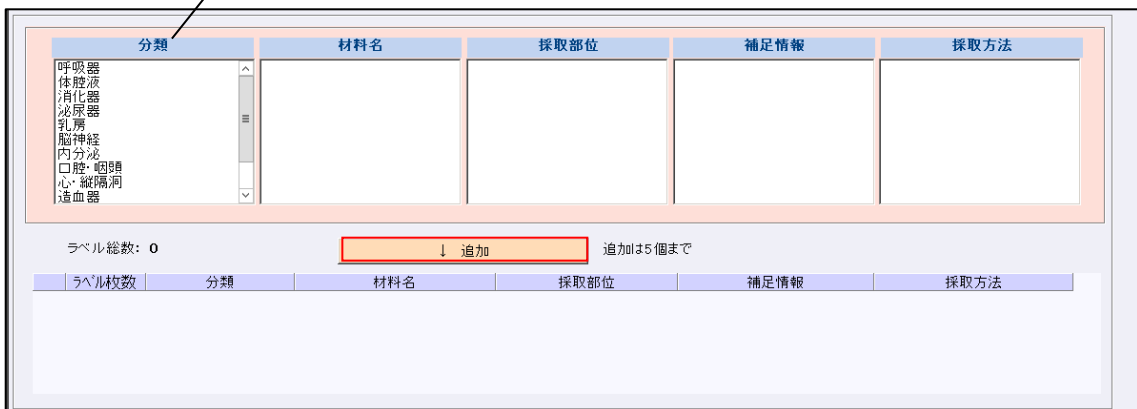 分類 材料名 採取部位 補足情報 採取方法
呼吸器
体腔液
消化器
泌尿器
乳房
脳神経
内分泌
口腔・咽頭
心・縦隔洞
造血器
ラベル総数: 0 ↓ 追加 追加は5個まで
ラベル枚数 分類 材料名 採取部位 補足情報 採取方法